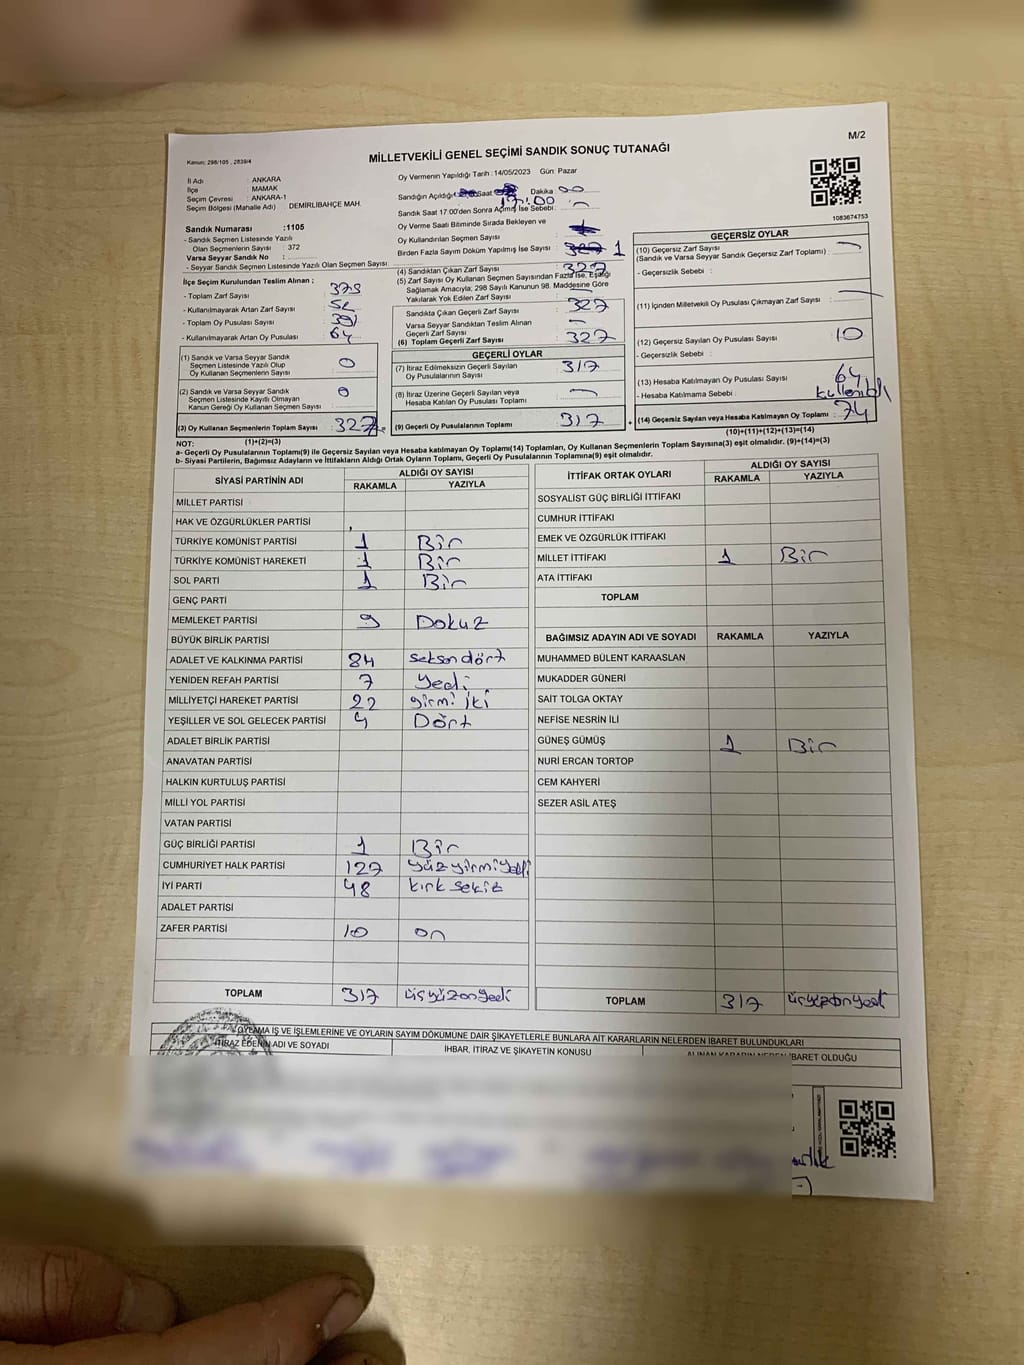 M/2
Kanun: 298/105 , 2839/4
MİLLETVEKİLİ GENEL SEÇİMİ SANDIK SONUÇ TUTANAĞI
İl Adı : ANKARA
İlçe : MAMAK
Seçim Çevresi : ANKARA-1
Seçim Bölgesi (Mahalle Adı) DEMİRLİBAHÇE MAH.
Sandık Numarası :1105
- Sandık Seçmen Listesinde Yazılı
Olan Seçmenlerin Sayısı : 372
Varsa Seyyar Sandık No :
- Seyyar Sandık Seçmen Listesinde Yazılı Olan Seçmen Sayısı:
Oy Vermenin Yapıldığı Tarih : 14/05/2023 Gün: Pazar
Sandığın Açıldığı Saat Dakika 00
17:00
Sandık Saat 17:00'den Sonra Açılmış İse Sebebi:
Oy Verme Saati Bitiminde Sırada Bekleyen ve
Oy Kullandırılan Seçmen Sayısı
Birden Fazla Sayım Döküm Yapılmış İse Sayısı 1
1083674753
İlçe Seçim Kurulundan Teslim Alınan ;
- Toplam Zarf Sayısı
- Kullanılmayarak Artan Zarf Sayısı
- Toplam Oy Pusulası Sayısı : 391
- Kullanılmayarak Artan Oy Pusulası : 64
(1) Sandık ve Varsa Seyyar Sandık
Seçmen Listesinde Yazılı Olup
Oy Kullanan Seçmenlerin Sayısı : 0
(2) Sandık ve Varsa Seyyar Sandık
Seçmen Listesinde Kayıtlı Olmayan
Kanun Gereği Oy Kullanan Seçmen Sayısı : 0
(3) Oy Kullanan Seçmenlerin Toplam Sayısı : 327
(1)+(2)=(3)
(4) Sandıktan Çıkan Zarf Sayısı : 327
(5) Zarf Sayısı Oy Kullanan Seçmen Sayısından Fazla İse, Eşitliği
Sağlamak Amacıyla; 298 Sayılı Kanunun 98. Maddesine Göre
Yakılarak Yok Edilen Zarf Sayısı
Sandıkta Çıkan Geçerli Zarf Sayısı 327
Varsa Seyyar Sandıktan Teslim Alınan
Geçerli Zarf Sayısı
(6) Toplam Geçerli Zarf Sayısı : 327
GEÇERLİ OYLAR
(7) İtiraz Edilmeksizin Geçerli Sayılan
Oy Pusulalarının Sayısı : 317
(8) İtiraz Üzerine Geçerli Sayılan veya
Hesaba Katılan Oy Pusulası Toplamı :
(9) Geçerli Oy Pusulalarının Toplamı : 317
GEÇERSİZ OYLAR
(10) Geçersiz Zarf Sayısı
(Sandık ve Varsa Seyyar Sandık Geçersiz Zarf Toplamı) :
- Geçersizlik Sebebi :
(11) İçinden Milletvekili Oy Pusulası Çıkmayan Zarf Sayısı :
(12) Geçersiz Sayılan Oy Pusulası Sayısı : 10
- Geçersizlik Sebebi :
(13) Hesaba Katılmayan Oy Pusulası Sayısı : 64
- Hesaba Katılmama Sebebi :
(14) Geçersiz Sayılan veya Hesaba Katılmayan Oy Toplamı : 74
(10)+(11)+(12)+(13)=(14)
NOT:
a- Geçerli Oy Pusulalarının Toplamı(9) ile Geçersiz Sayılan veya Hesaba katılmayan Oy Toplamı(14) Toplamları, Oy Kullanan Seçmenlerin Toplam Sayısına(3) eşit olmalıdır. (9)+(14)=(3)
b- Siyasi Partilerin, Bağımsız Adayların ve İttifakların Aldığı Ortak Oyların Toplamı, Geçerli Oy Pusulalarının Toplamına(9) eşit olmalıdır.
SİYASİ PARTİNİN ADI ALDIĞI OY SAYISI
RAKAMLA YAZIYLA
MİLLET PARTİSİ
HAK VE ÖZGÜRLÜKLER PARTİSİ
TÜRKİYE KOMÜNİST PARTİSİ 1 Bir
TÜRKİYE KOMÜNİST HAREKETİ 1 Bir
SOL PARTİ 1 Bir
GENÇ PARTİ
MEMLEKET PARTİSİ 9 Dokuz
BÜYÜK BİRLİK PARTİSİ
ADALET VE KALKINMA PARTİSİ 84 seksendört
YENİDEN REFAH PARTİSİ 7 Yedi
MİLLİYETÇİ HAREKET PARTİSİ 22 yirmi iki
YEŞİLLER VE SOL GELECEK PARTİSİ 4 Dört
ADALET BİRLİK PARTİSİ
ANAVATAN PARTİSİ
HALKIN KURTULUŞ PARTİSİ
MİLLİ YOL PARTİSİ
VATAN PARTİSİ
GÜÇ BİRLİĞİ PARTİSİ 1 Bir
CUMHURİYET HALK PARTİSİ 127 yüzyirmiyedi
İYİ PARTİ 48 kırk sekiz
ADALET PARTİSİ
ZAFER PARTİSİ 10 on
TOPLAM 317 üçyüzonyedi
İTTİFAK ORTAK OYLARI ALDIĞI OY SAYISI
RAKAMLA YAZIYLA
SOSYALİST GÜÇ BİRLİĞİ İTTİFAKI
CUMHUR İTTİFAKI
EMEK VE ÖZGÜRLÜK İTTİFAKI
MİLLET İTTİFAKI 1 Bir
ATA İTTİFAKI
TOPLAM
BAĞIMSIZ ADAYIN ADI VE SOYADI RAKAMLA YAZIYLA
MUHAMMED BÜLENT KARAASLAN
MUKADDER GÜNERİ
SAİT TOLGA OKTAY
NEFİSE NESRİN İLİ
GÜNEŞ GÜMÜŞ 1 Bir
NURİ ERCAN TORTOP
CEM KAHYERİ
SEZER ASİL ATEŞ
TOPLAM 317 üçyüzonyedi
OYLAMA İŞ VE İŞLEMLERİNE VE OYLARIN SAYIM DÖKÜMÜNE DAİR ŞİKAYETLERLE BUNLARA AİT KARARLARIN NELERDEN İBARET BULUNDUKLARI
İTİRAZ EDENİN ADI VE SOYADI
İHBAR, İTİRAZ VE ŞİKAYETİN KONUSU
ALINAN KARARIN NEDEN İBARET OLDUĞU